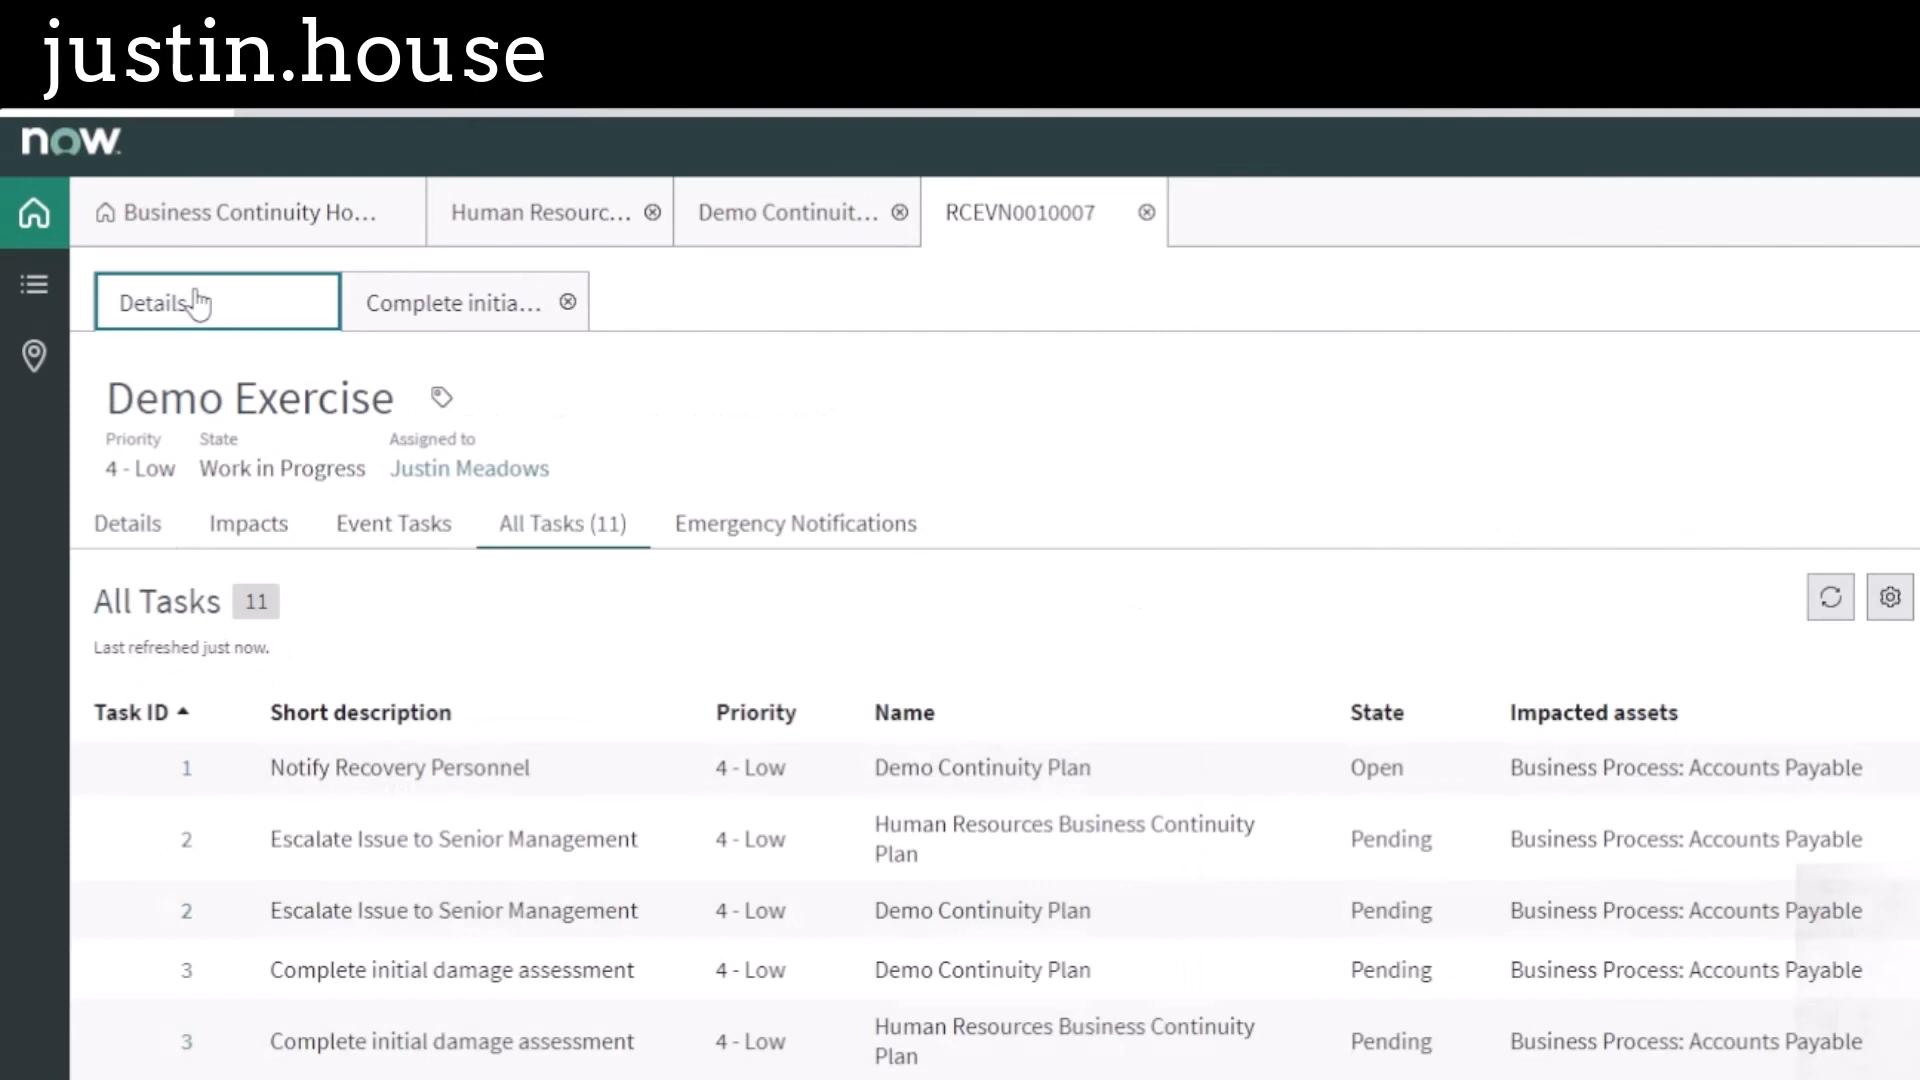 justin.house
now.
Business Continuity Ho...
Human Resourc...
Demo Continuit...
RCEVN0010007
Details
Complete initia...
Demo Exercise
Priority State Assigned to
4 - Low Work in Progress Justin Meadows
Details Impacts Event Tasks All Tasks (11) Emergency Notifications
All Tasks 11
Last refreshed just now.
Task ID Short description Priority Name State Impacted assets
1 Notify Recovery Personnel 4 - Low Demo Continuity Plan Open Business Process: Accounts Payable
2 Escalate Issue to Senior Management 4 - Low Human Resources Business Continuity Plan Pending Business Process: Accounts Payable
2 Escalate Issue to Senior Management 4 - Low Demo Continuity Plan Pending Business Process: Accounts Payable
3 Complete initial damage assessment 4 - Low Demo Continuity Plan Pending Business Process: Accounts Payable
3 Complete initial damage assessment 4 - Low Human Resources Business Continuity Plan Pending Business Process: Accounts Payable